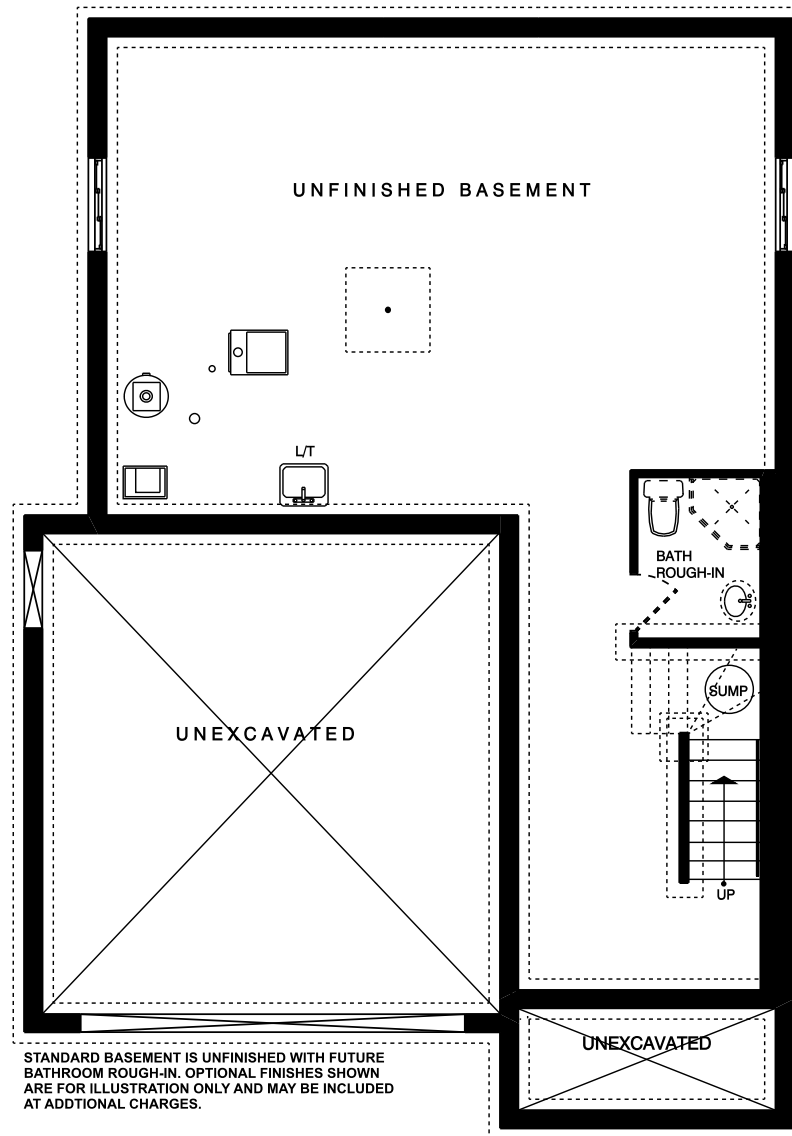 UNFINISHED BASEMENT
L/T
BATH
ROUGH-IN
SUMP
UNEXCAVATED
UP
UNEXCAVATED
STANDARD BASEMENT IS UNFINISHED WITH FUTURE
BATHROOM ROUGH-IN. OPTIONAL FINISHES SHOWN
ARE FOR ILLUSTRATION ONLY AND MAY BE INCLUDED
AT ADDTIONAL CHARGES.